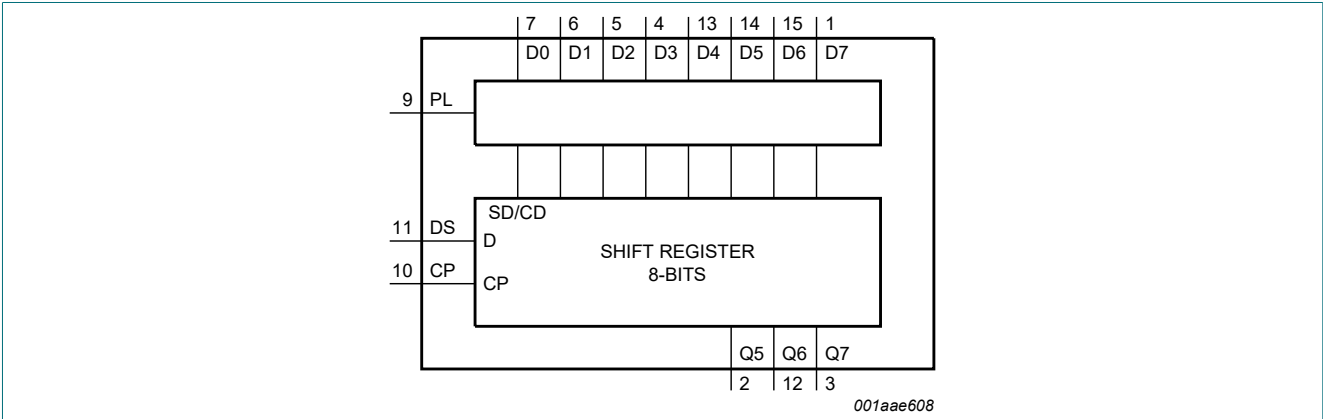 7 6 5 4 13 14 15 1
D0 D1 D2 D3 D4 D5 D6 D7
9 PL
SD/CD
11 DS D
SHIFT REGISTER
8-BITS
10 CP CP
Q5 Q6 Q7
2 12 3
001aae608